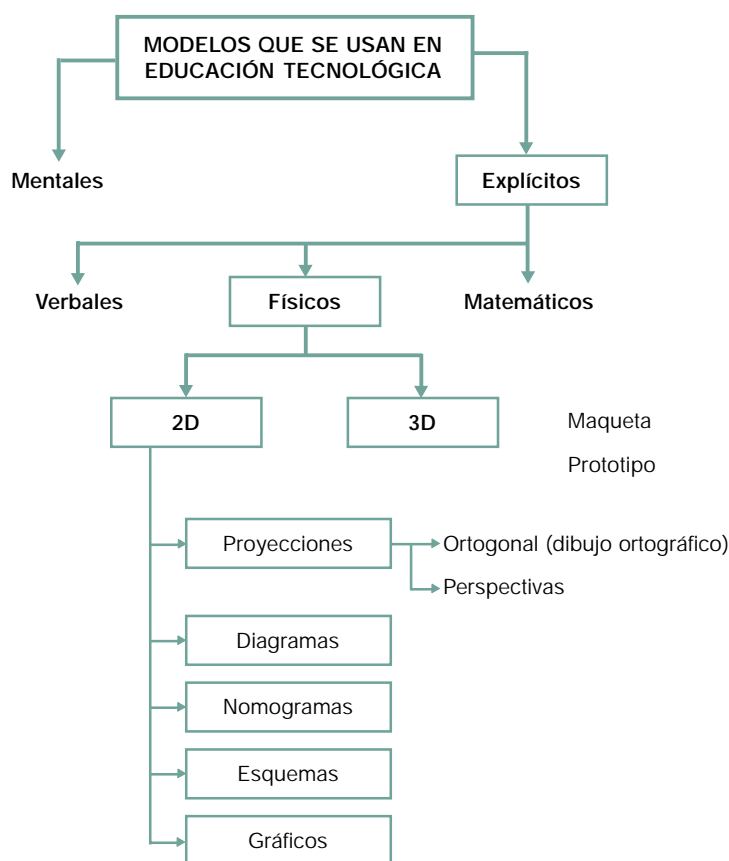 MODELOS QUE SE USAN EN
EDUCACIÓN TECNOLÓGICA
Mentales
Explícitos
Verbales
Físicos
Matemáticos
2D
3D
Maqueta
Prototipo
Proyecciones
Ortogonal (dibujo ortográfico)
Perspectivas
Diagramas
Nomogramas
Esquemas
Gráficos